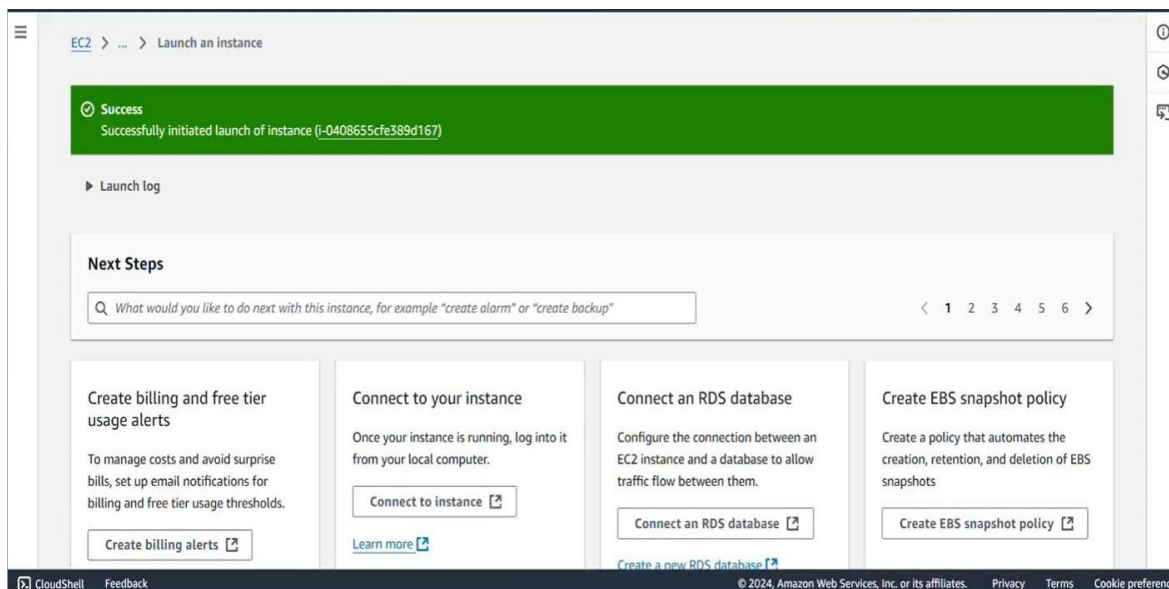 EC2 > ... > Launch an instance
Success
Successfully initiated launch of instance (i-0408655cfe389d167)
Launch log
Next Steps
What would you like to do next with this instance, for example "create alarm" or "create backup"
1 2 3 4 5 6
Create billing and free tier
usage alerts
To manage costs and avoid surprise
bills, set up email notifications for
billing and free tier usage thresholds.
Create billing alerts
Connect to your instance
Once your instance is running, log into it
from your local computer.
Connect to instance
Learn more
Connect an RDS database
Configure the connection between an
EC2 instance and a database to allow
traffic flow between them.
Connect an RDS database
Create a new RDS database
Create EBS snapshot policy
Create a policy that automates the
creation, retention, and deletion of EBS
snapshots
Create EBS snapshot policy
CloudShell Feedback © 2024, Amazon Web Services, Inc. or its affiliates. Privacy Terms Cookie preferenc